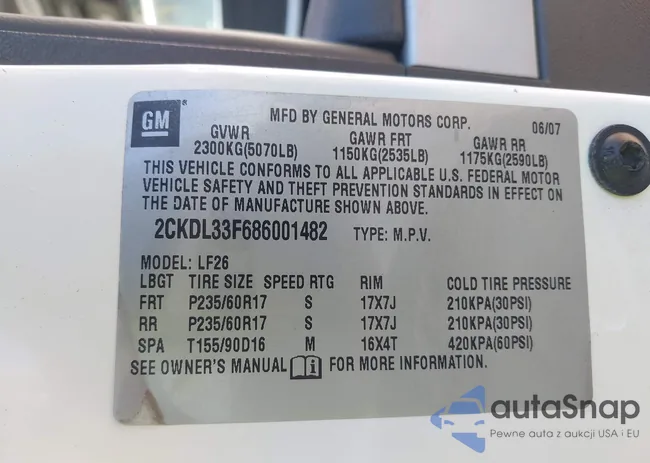 GM
MFD BY GENERAL MOTORS CORP. 06/07
GVWR GAWR FRT GAWR RR
2300KG(5070LB) 1150KG(2535LB) 1175KG(2590LB)
THIS VEHICLE CONFORMS TO ALL APPLICABLE U.S. FEDERAL MOTOR
VEHICLE SAFETY AND THEFT PREVENTION STANDARDS IN EFFECT ON
THE DATE OF MANUFACTURE SHOWN ABOVE.
2CKDL33F686001482 TYPE: M.P.V.
MODEL: LF26
LBGT TIRE SIZE SPEED RTG RIM COLD TIRE PRESSURE
FRT P235/60R17 S 17X7J 210KPA(30PSI)
RR P235/60R17 S 17X7J 210KPA(30PSI)
SPA T155/90D16 M 16X4T 420KPA(60PSI)
SEE OWNER'S MANUAL i FOR MORE INFORMATION.
autaSnap
Pewne auta z aukcji USA i EU